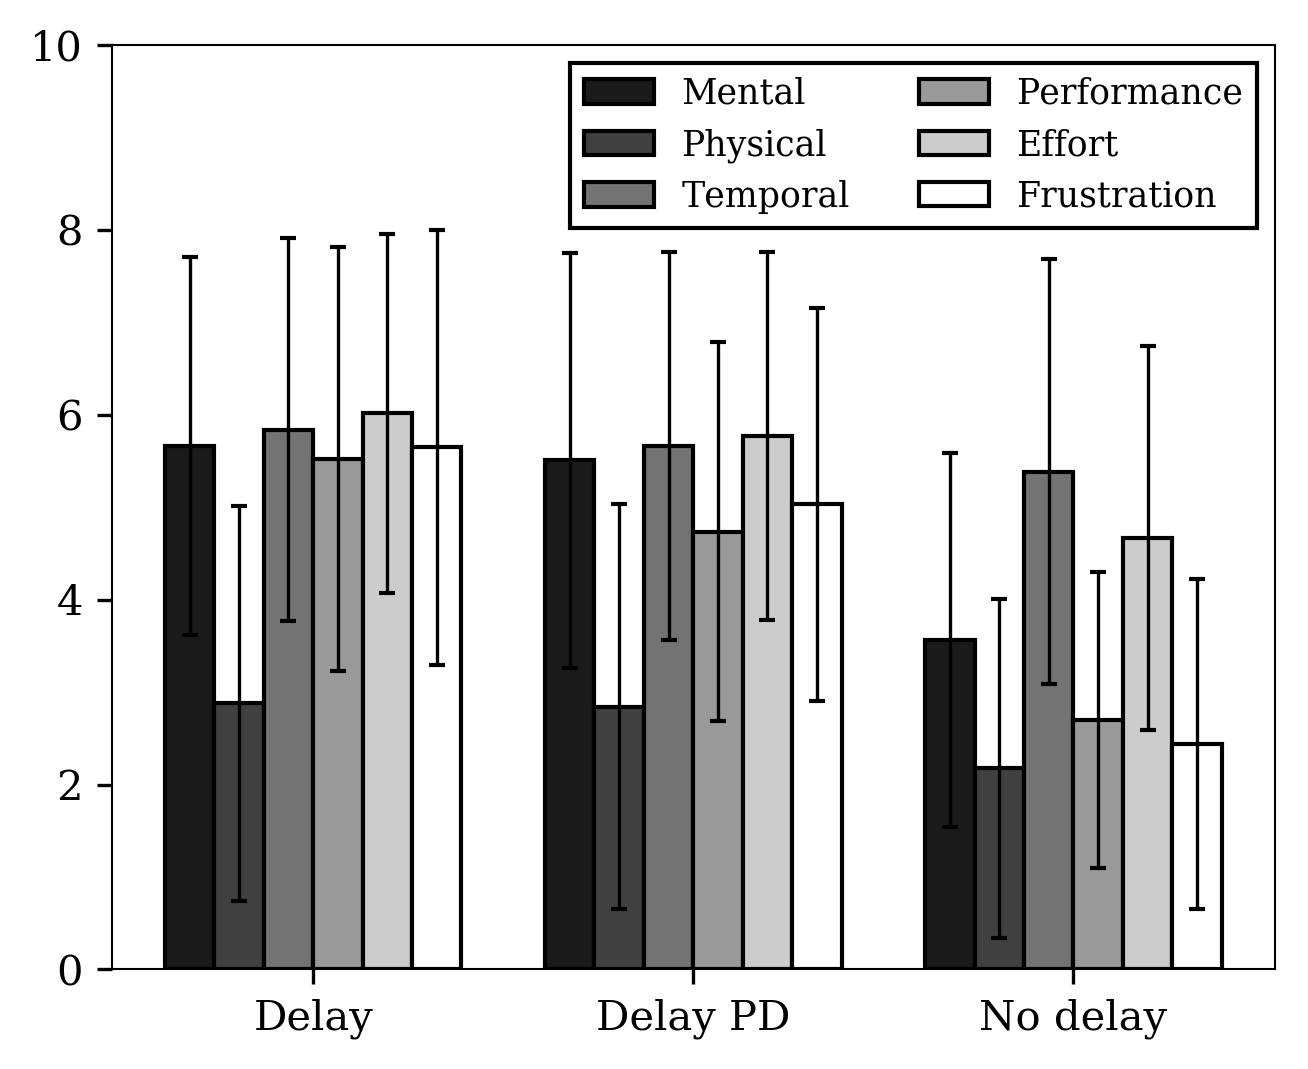 10
8
6
4
2
0
Mental
Physical
Temporal
Performance
Effort
Frustration
Delay
Delay PD
No delay